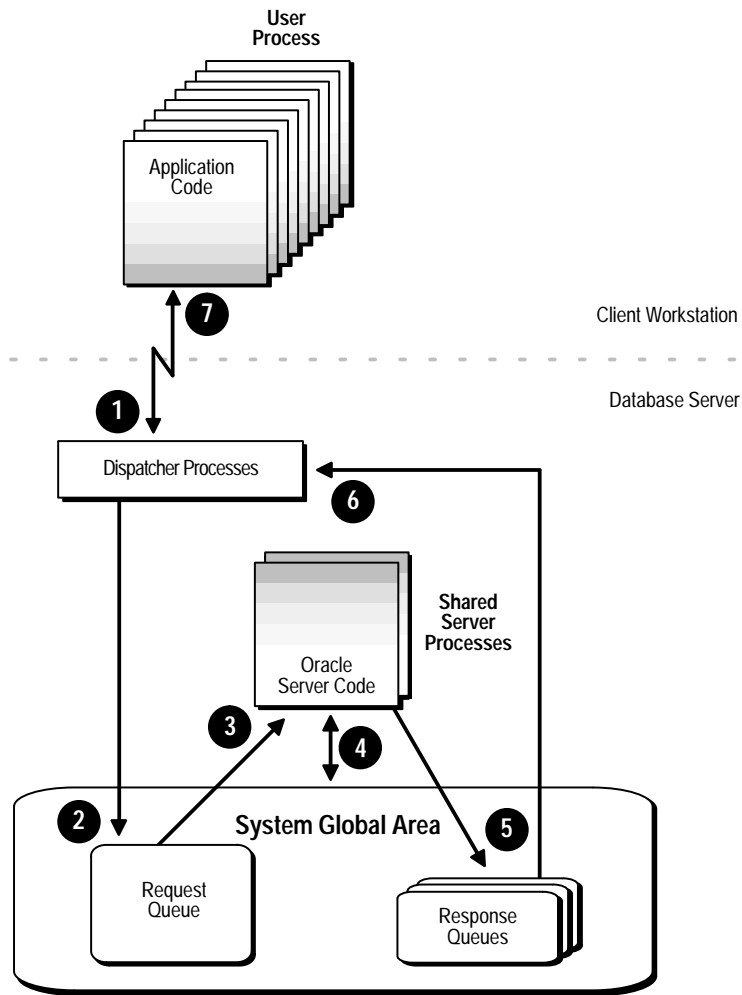 User
Process
Application
Code
7
Client Workstation
Database Server
1
Dispatcher Processes
6
Shared
Server
Processes
Oracle
Server Code
3
4
2
System Global Area
5
Request
Queue
Response
Queues